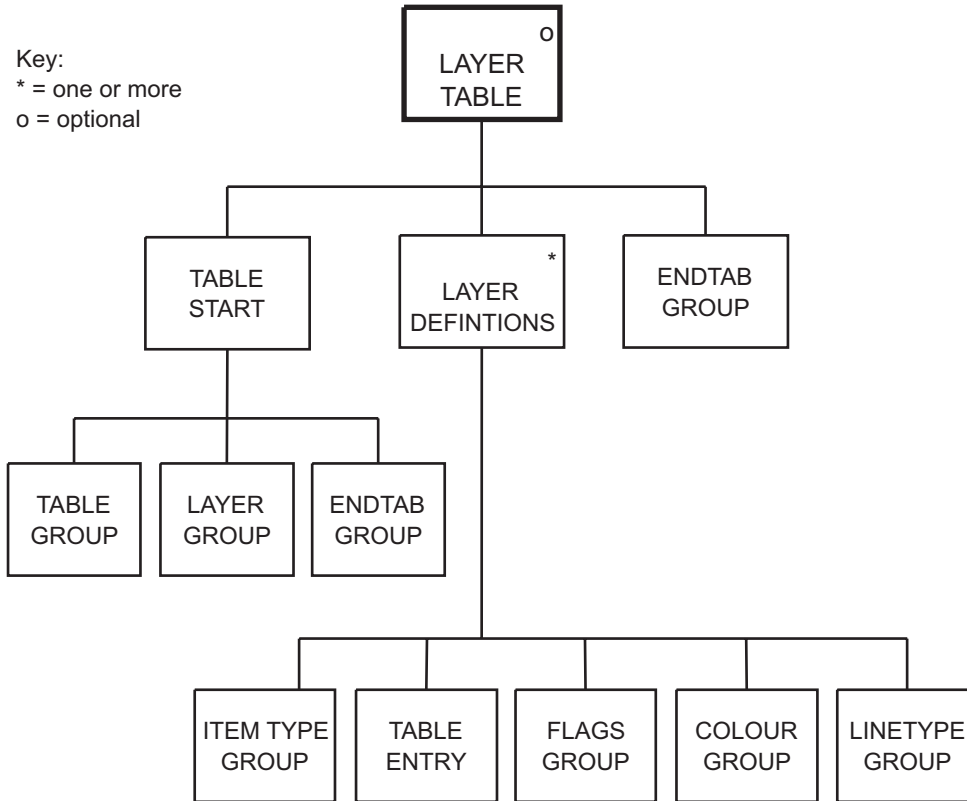 Key:
* = one or more
o = optional
o
LAYER
TABLE
TABLE
START
*
LAYER
DEFINTIONS
ENDTAB
GROUP
TABLE
GROUP
LAYER
GROUP
ENDTAB
GROUP
ITEM TYPE
GROUP
TABLE
ENTRY
FLAGS
GROUP
COLOUR
GROUP
LINETYPE
GROUP